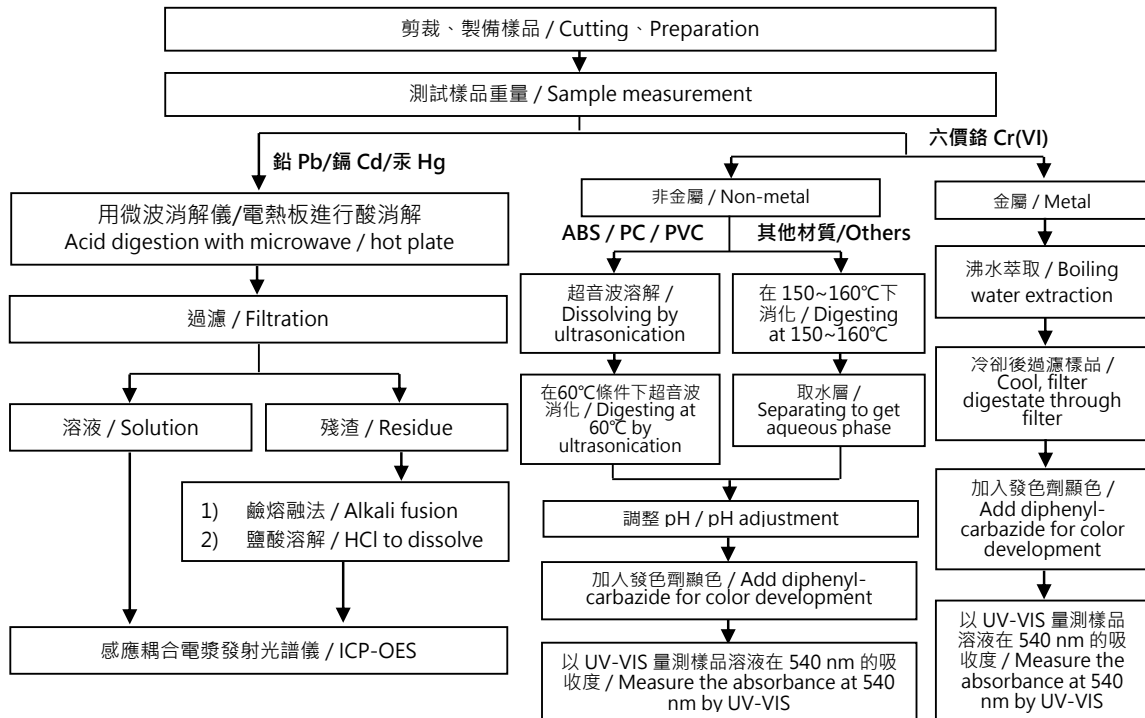 剪裁、製備樣品 / Cutting、Preparation
測試樣品重量 / Sample measurement
鉛 Pb/鎘 Cd/汞 Hg
六價鉻 Cr(VI)
用微波消解儀/電熱板進行酸消解
Acid digestion with microwave / hot plate
過濾 / Filtration
溶液 / Solution
殘渣 / Residue
1) 鹼熔融法 / Alkali fusion
2) 鹽酸溶解 / HCl to dissolve
感應耦合電漿發射光譜儀 / ICP-OES
非金屬 / Non-metal
ABS / PC / PVC
其他材質/Others
超音波溶解 /
Dissolving by
ultrasonication
在60℃條件下超音波
消化 / Digesting at
60℃ by
ultrasonication
在 150~160℃下
消化 / Digesting
at 150~160℃
取水層 /
Separating to get
aqueous phase
調整 pH / pH adjustment
加入發色劑顯色 / Add diphenyl-
carbazide for color development
以 UV-VIS 量測樣品溶液在 540 nm 的吸
收度 / Measure the absorbance at 540
nm by UV-VIS
金屬 / Metal
沸水萃取 / Boiling
water extraction
冷卻後過濾樣品 /
Cool, filter
digestate through
filter
加入發色劑顯色 /
Add diphenyl-
carbazide for color
development
以 UV-VIS 量測樣品
溶液在 540 nm 的吸
收度 / Measure the
absorbance at 540
nm by UV-VIS